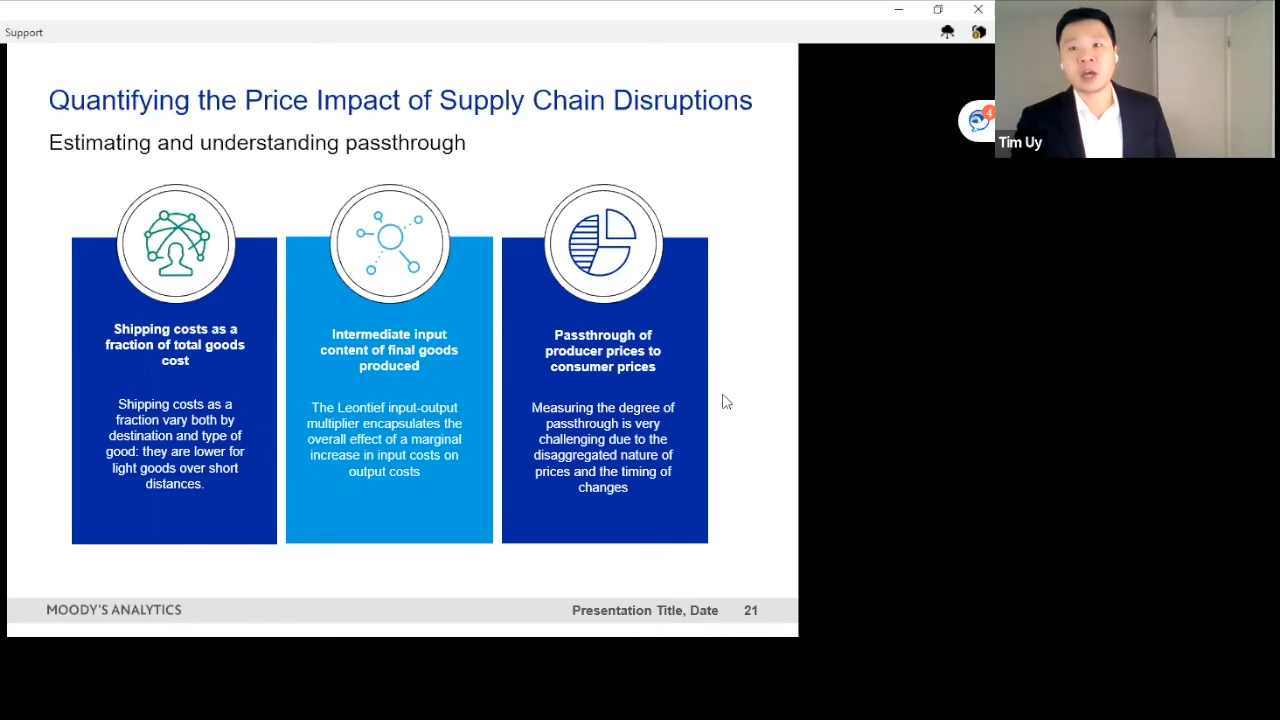 Support
4
Tim Uy
Quantifying the Price Impact of Supply Chain Disruptions
Estimating and understanding passthrough
Shipping costs as a
fraction of total goods
cost
Shipping costs as a
fraction vary both by
destination and type of
good: they are lower for
light goods over short
distances.
Intermediate input
content of final goods
produced
The Leontief input-output
multiplier encapsulates the
overall effect of a marginal
increase in input costs on
output costs
Passthrough of
producer prices to
consumer prices
Measuring the degree of
passthrough is very
challenging due to the
disaggregated nature of
prices and the timing of
changes
MOODY'S ANALYTICS
Presentation Title, Date 21